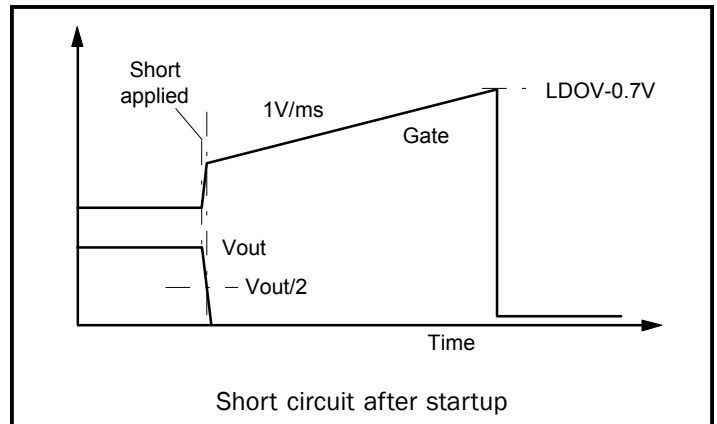 Short
applied
1V/ms
LDOV-0.7V
Gate
Vout
Vout/2
Time
Short circuit after startup